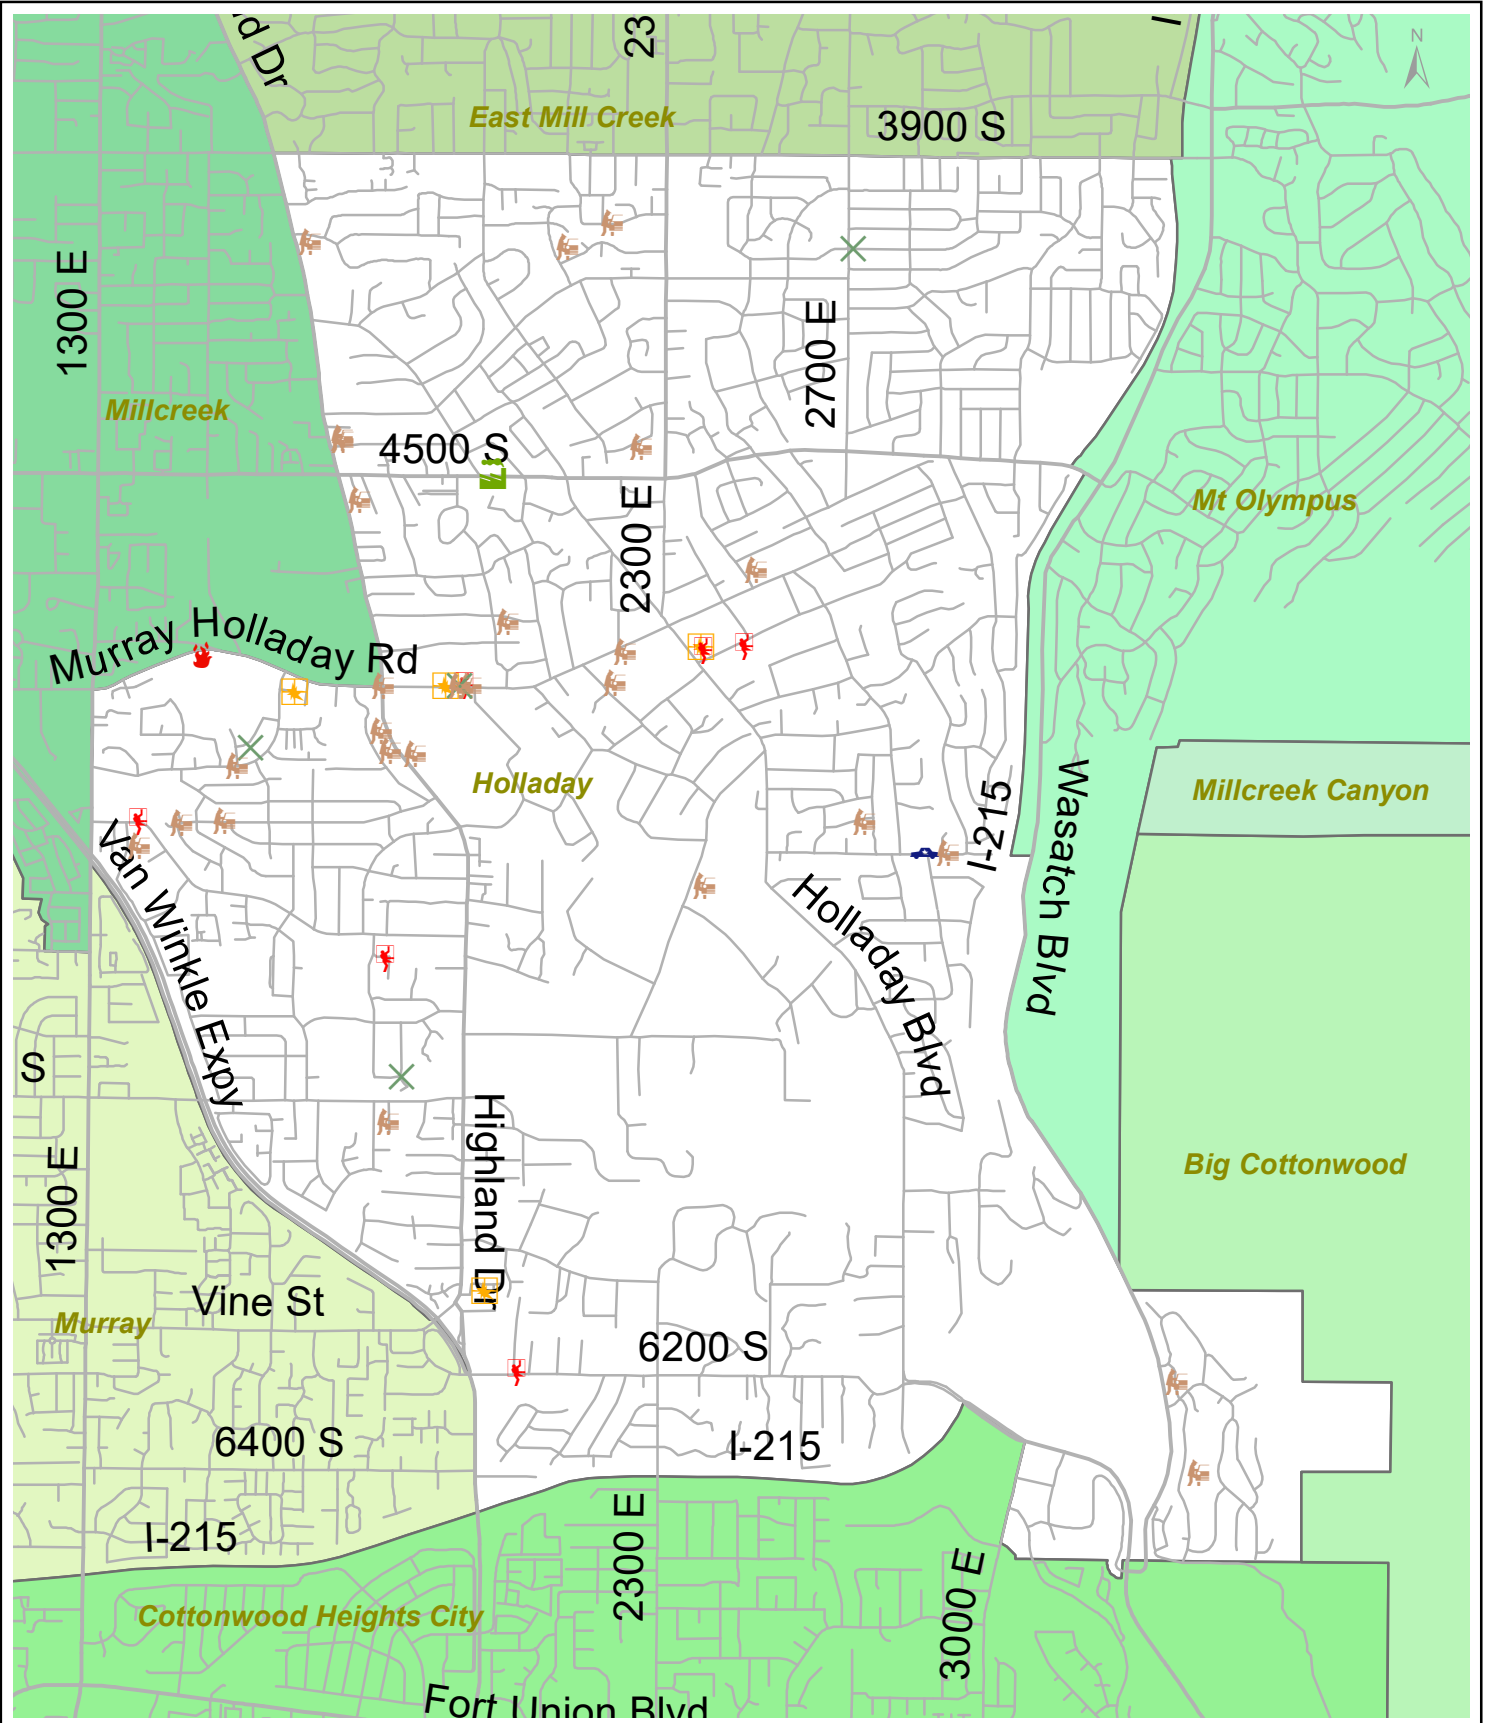 d Dr
23
I
N
East Mill Creek
3900 S
1300 E
2700 E
Millcreek
4500 S
Mt Olympus
2300 E
Murray Holladay Rd
Holladay
I-215
Wasatch Blvd
Millcreek Canyon
Van Winkle Expy
Holladay Blvd
S
Highland Dr
1300 E
Big Cottonwood
Vine St
Murray
6200 S
6400 S
I-215
I-215
2300 E
3000 E
Cottonwood Heights City
Fort Union Blvd